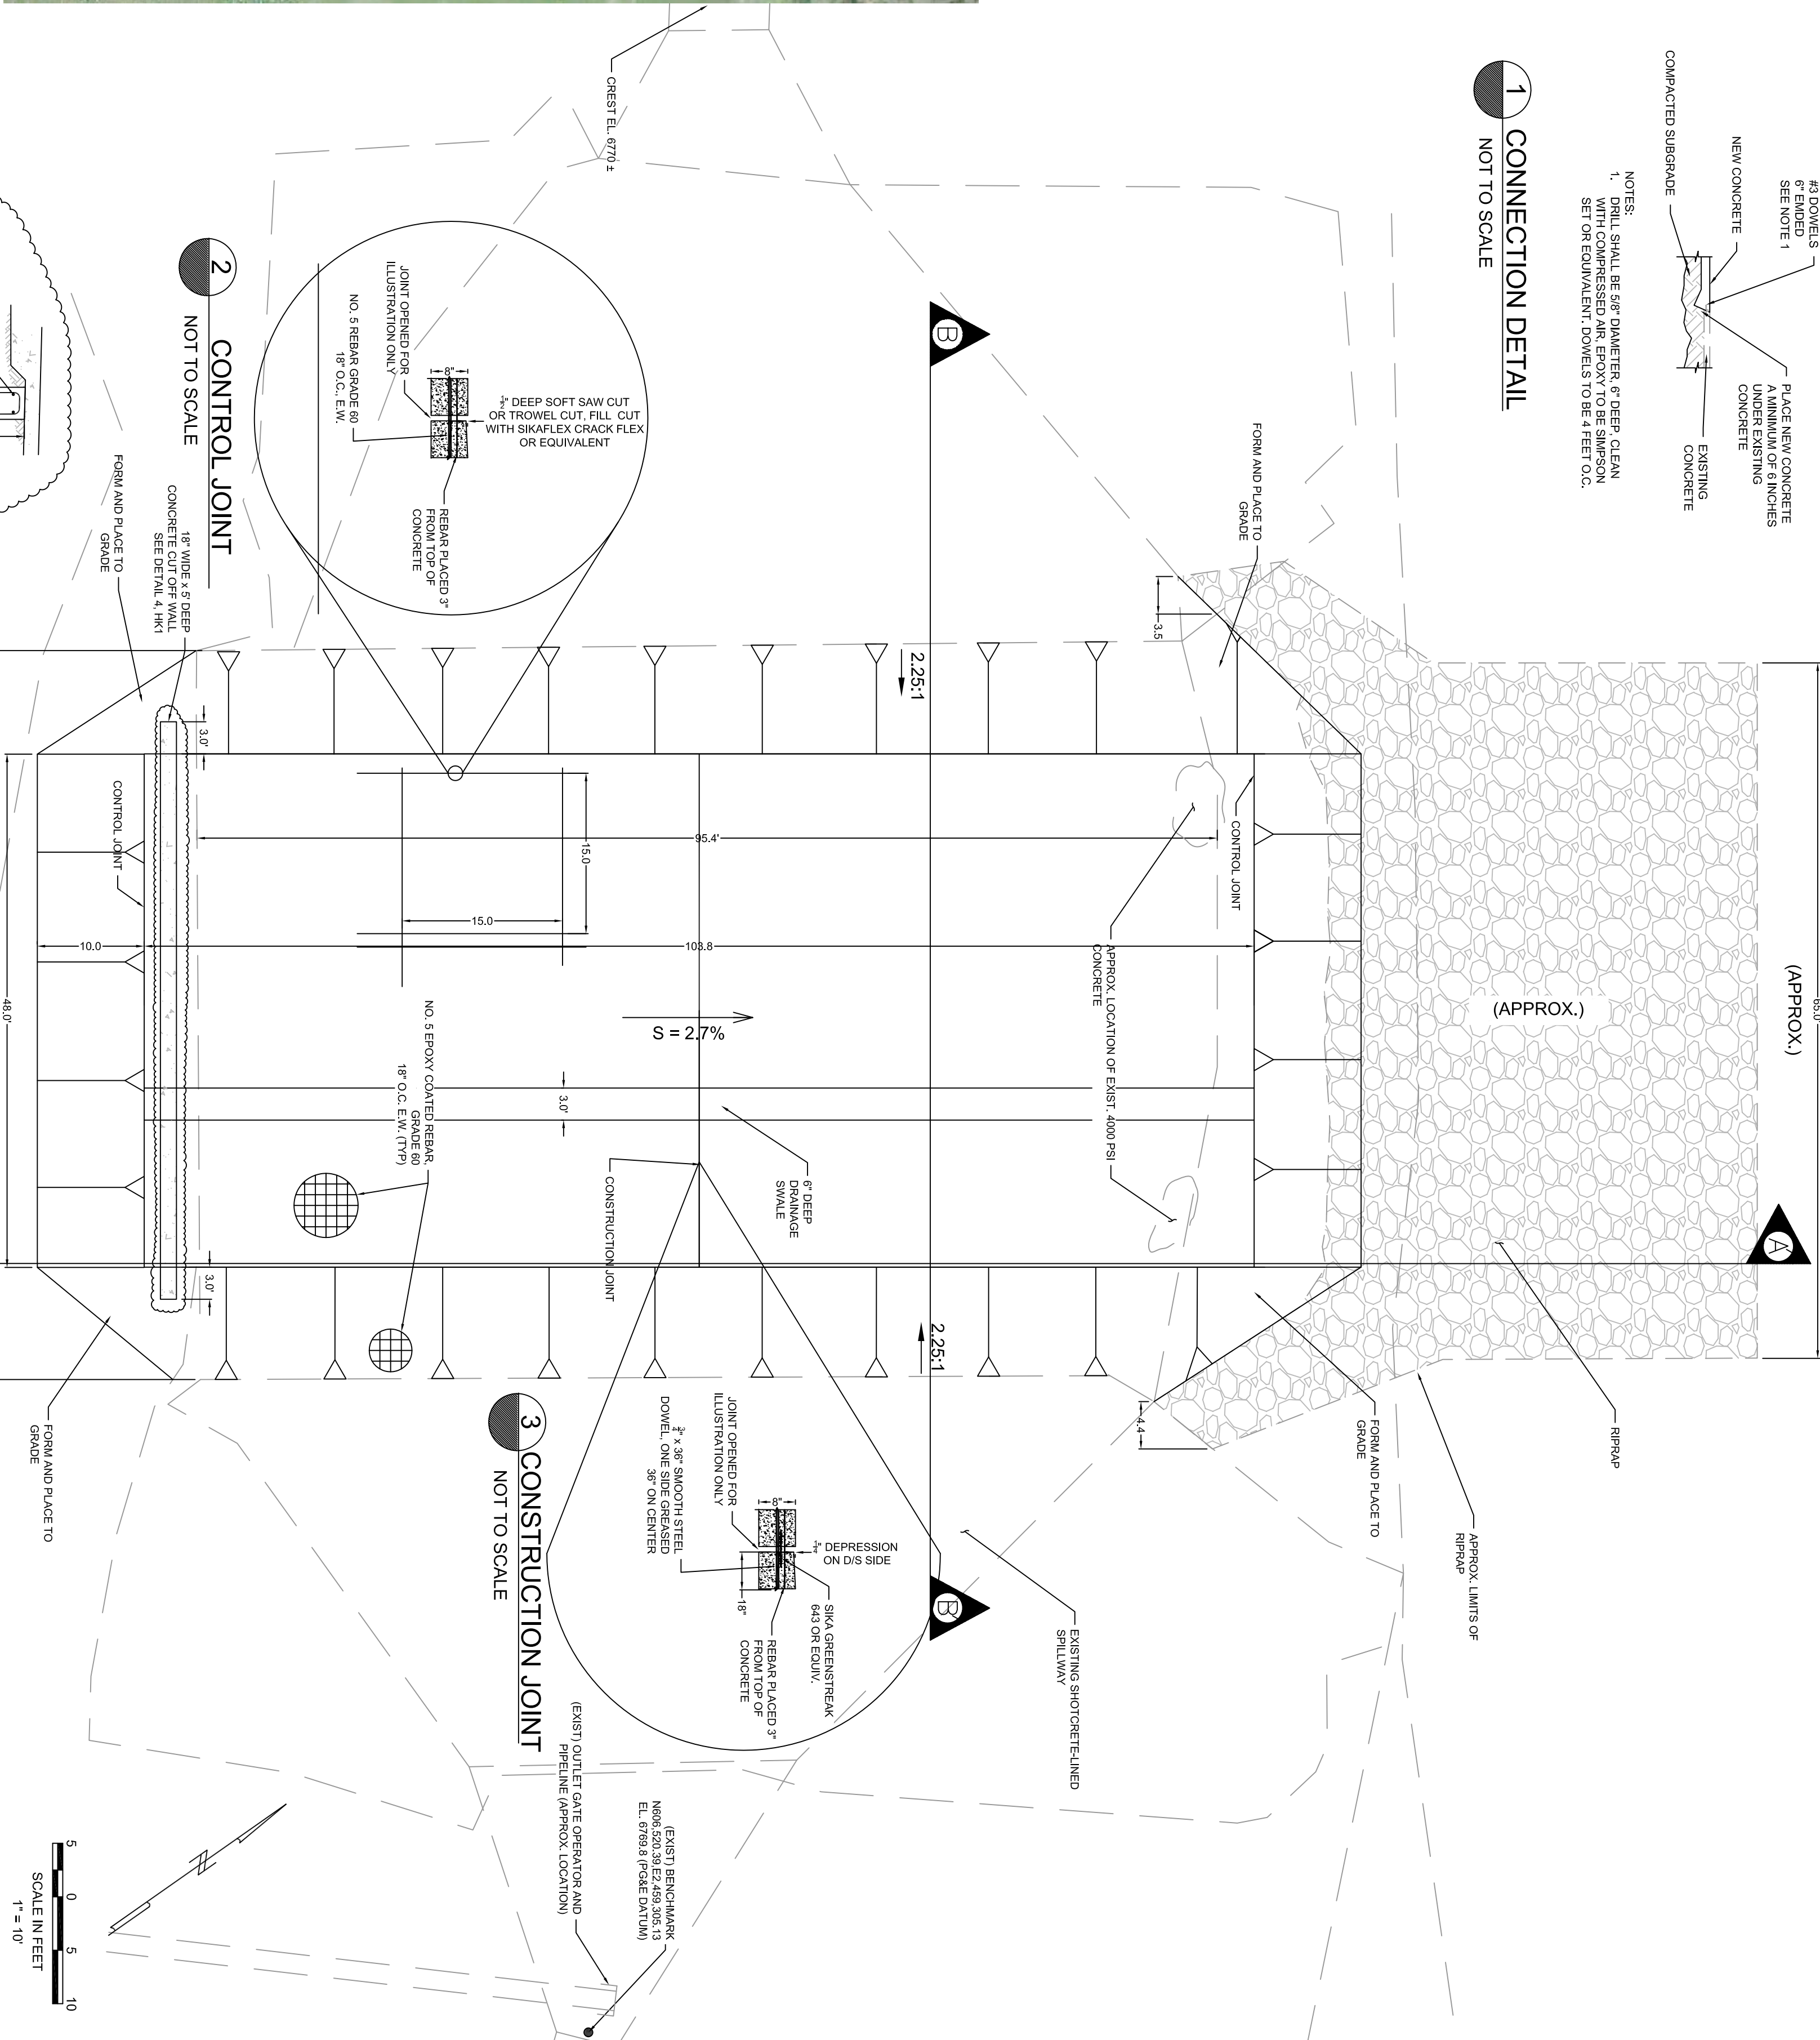 #3 DOWELS
6" EMDED
SEE NOTE 1
NEW CONCRETE
COMPACTED SUBGRADE
PLACE NEW CONCRETE
A MINIMUM OF 6 INCHES
UNDER EXISTING
CONCRETE
EXISTING
CONCRETE
NOTES:
1. DRILL SHALL BE 5/8" DIAMETER, 6" DEEP, CLEAN
WITH COMPRESSED AIR, EPOXY TO BE SIMPSON
SET OR EQUIVALENT. DOWELS TO BE 4 FEET O.C.
1 CONNECTION DETAIL
NOT TO SCALE
CREST EL. 6770 ±
2 CONTROL JOINT
NOT TO SCALE
JOINT OPENED FOR
ILLUSTRATION ONLY
NO. 5 REBAR GRADE 60
18" O.C., E.W.
8"
DEEP SOFT SAW CUT
OR TROWEL CUT, FILL CUT
WITH SIKAFLEX CRACK FLEX
OR EQUIVALENT
REBAR PLACED 3"
FROM TOP OF
CONCRETE
B
FORM AND PLACE TO
GRADE
3.5
FORM AND PLACE TO
GRADE
18" WIDE x 5' DEEP
CONCRETE CUT OFF WALL
SEE DETAIL 4, HK1
2.25:1
3.0'
CONTROL JOINT
CONTROL JOINT
95.4'
15.0
15.0
10.0
103.8
48.0'
65.0'
(APPROX.)
(APPROX.)
APPROX. LOCATION OF EXIST. 4000 PSI
CONCRETE
S = 2.7%
NO. 5 EPOXY COATED REBAR,
GRADE 60
18" O.C. E.W. (TYP)
3.0'
6" DEEP
DRAINAGE
SWALE
CONSTRUCTION JOINT
A
3.0'
2.25:1
RIPRAP
FORM AND PLACE TO
GRADE
APPROX. LIMITS OF
RIPRAP
4.4
FORM AND PLACE TO
GRADE
3 CONSTRUCTION JOINT
NOT TO SCALE
JOINT OPENED FOR
ILLUSTRATION ONLY
3/4" x 36" SMOOTH STEEL
DOWEL, ONE SIDE GREASED
36" ON CENTER
8"
DEPRESSION
ON D/S SIDE
18"
SIKA GREENSTREAK
643 OR EQUIV.
REBAR PLACED 3"
FROM TOP OF
CONCRETE
B
EXISTING SHOTCRETE-LINED
SPILLWAY
(EXIST) OUTLET GATE OPERATOR AND
PIPELINE (APPROX. LOCATION)
(EXIST) BENCHMARK
N606,520.39,E2,459,305.13
EL. 6769.8 (PG&E DATUM)
5 0 5 10
SCALE IN FEET
1" = 10'